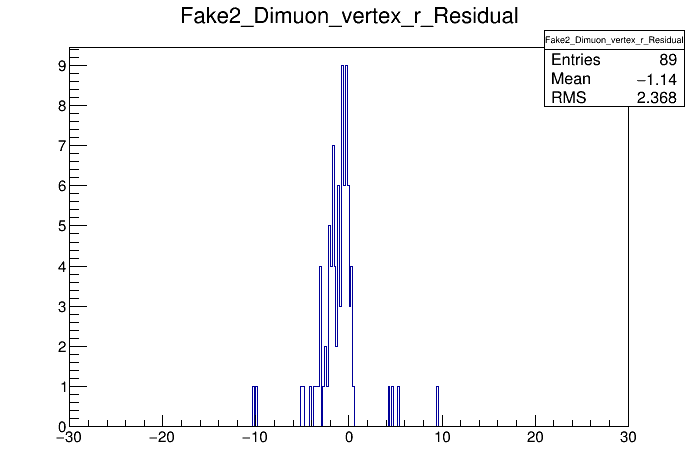 Fake2_Dimuon_vertex_r_Residual
Fake2_Dimuon_vertex_r_Residual
Entries 89
Mean −1.14
RMS 2.368
9
8
7
6
5
4
3
2
1
0
−30 −20 −10 0 10 20 30